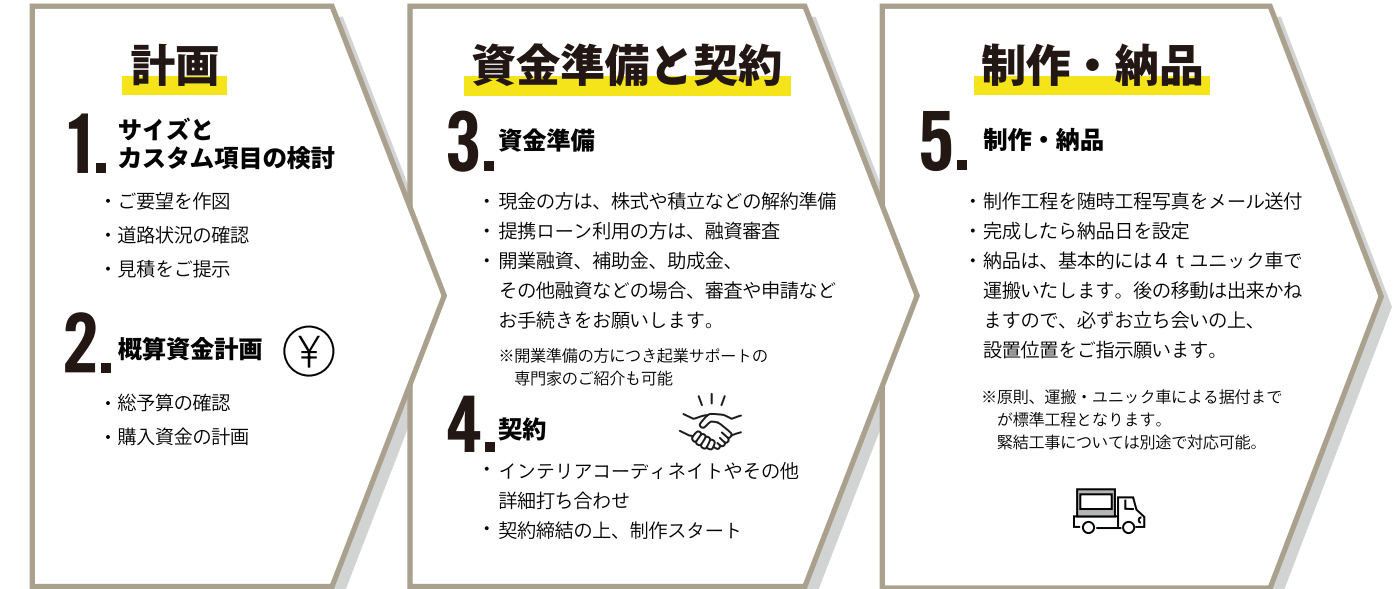 計画
1. サイズと
カスタム項目の検討
・ご要望を作図
・道路状況の確認
・見積をご提示
2. 概算資金計画
¥
・総予算の確認
・購入資金の計画
資金準備と契約
3. 資金準備
・現金の方は、株式や積立などの解約準備
・提携ローン利用の方は、融資審査
・開業融資、補助金、助成金、
その他融資などの場合、審査や申請など
お手続きをお願いします。
※開業準備の方につき起業サポートの
専門家のご紹介も可能
4. 契約
・インテリアコーディネイトやその他
詳細打ち合わせ
・契約締結の上、制作スタート
制作・納品
5. 制作・納品
・制作工程を随時工程写真をメール送付
・完成したら納品日を設定
・納品は、基本的には４ｔユニック車で
運搬いたします。後の移動は出来かね
ますので、必ずお立ち会いの上、
設置位置をご指示願います。
※原則、運搬・ユニック車による据付まで
が標準工程となります。
緊結工事については別途で対応可能。